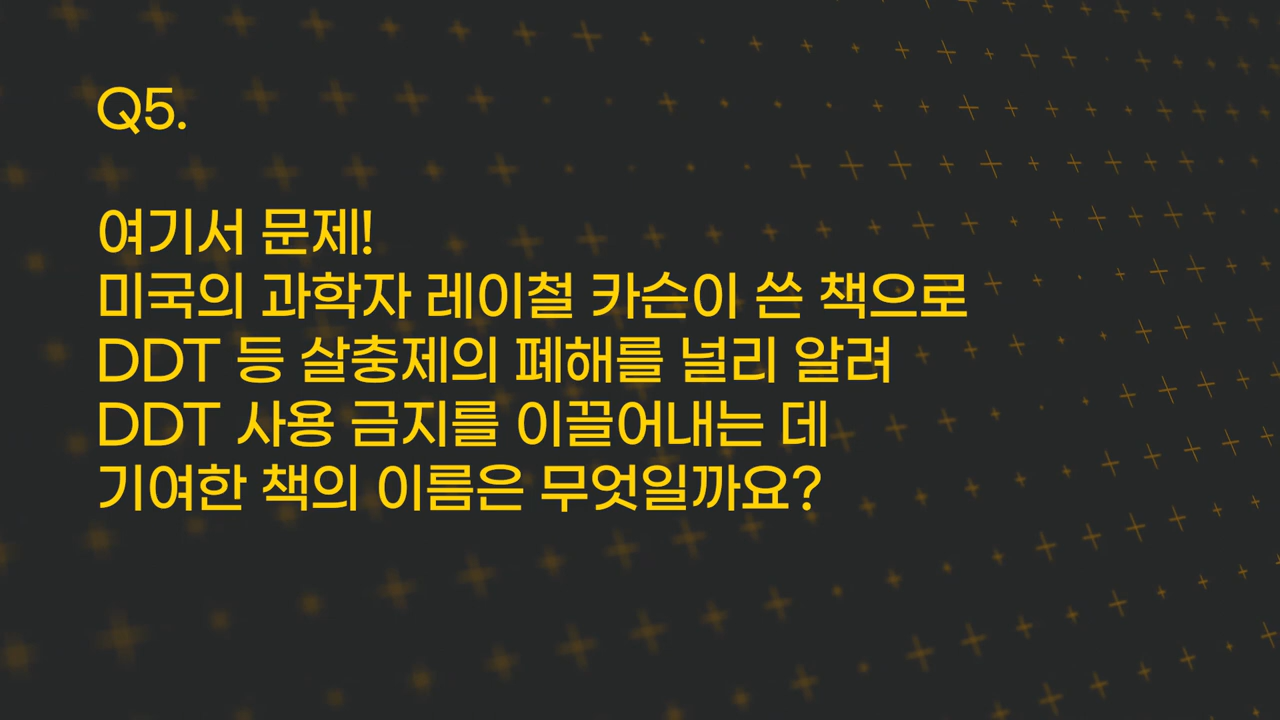 Q5.
여기서 문제!
미국의 과학자 레이철 카슨이 쓴 책으로
DDT 등 살충제의 폐해를 널리 알려
DDT 사용 금지를 이끌어내는 데
기여한 책의 이름은 무엇일까요?